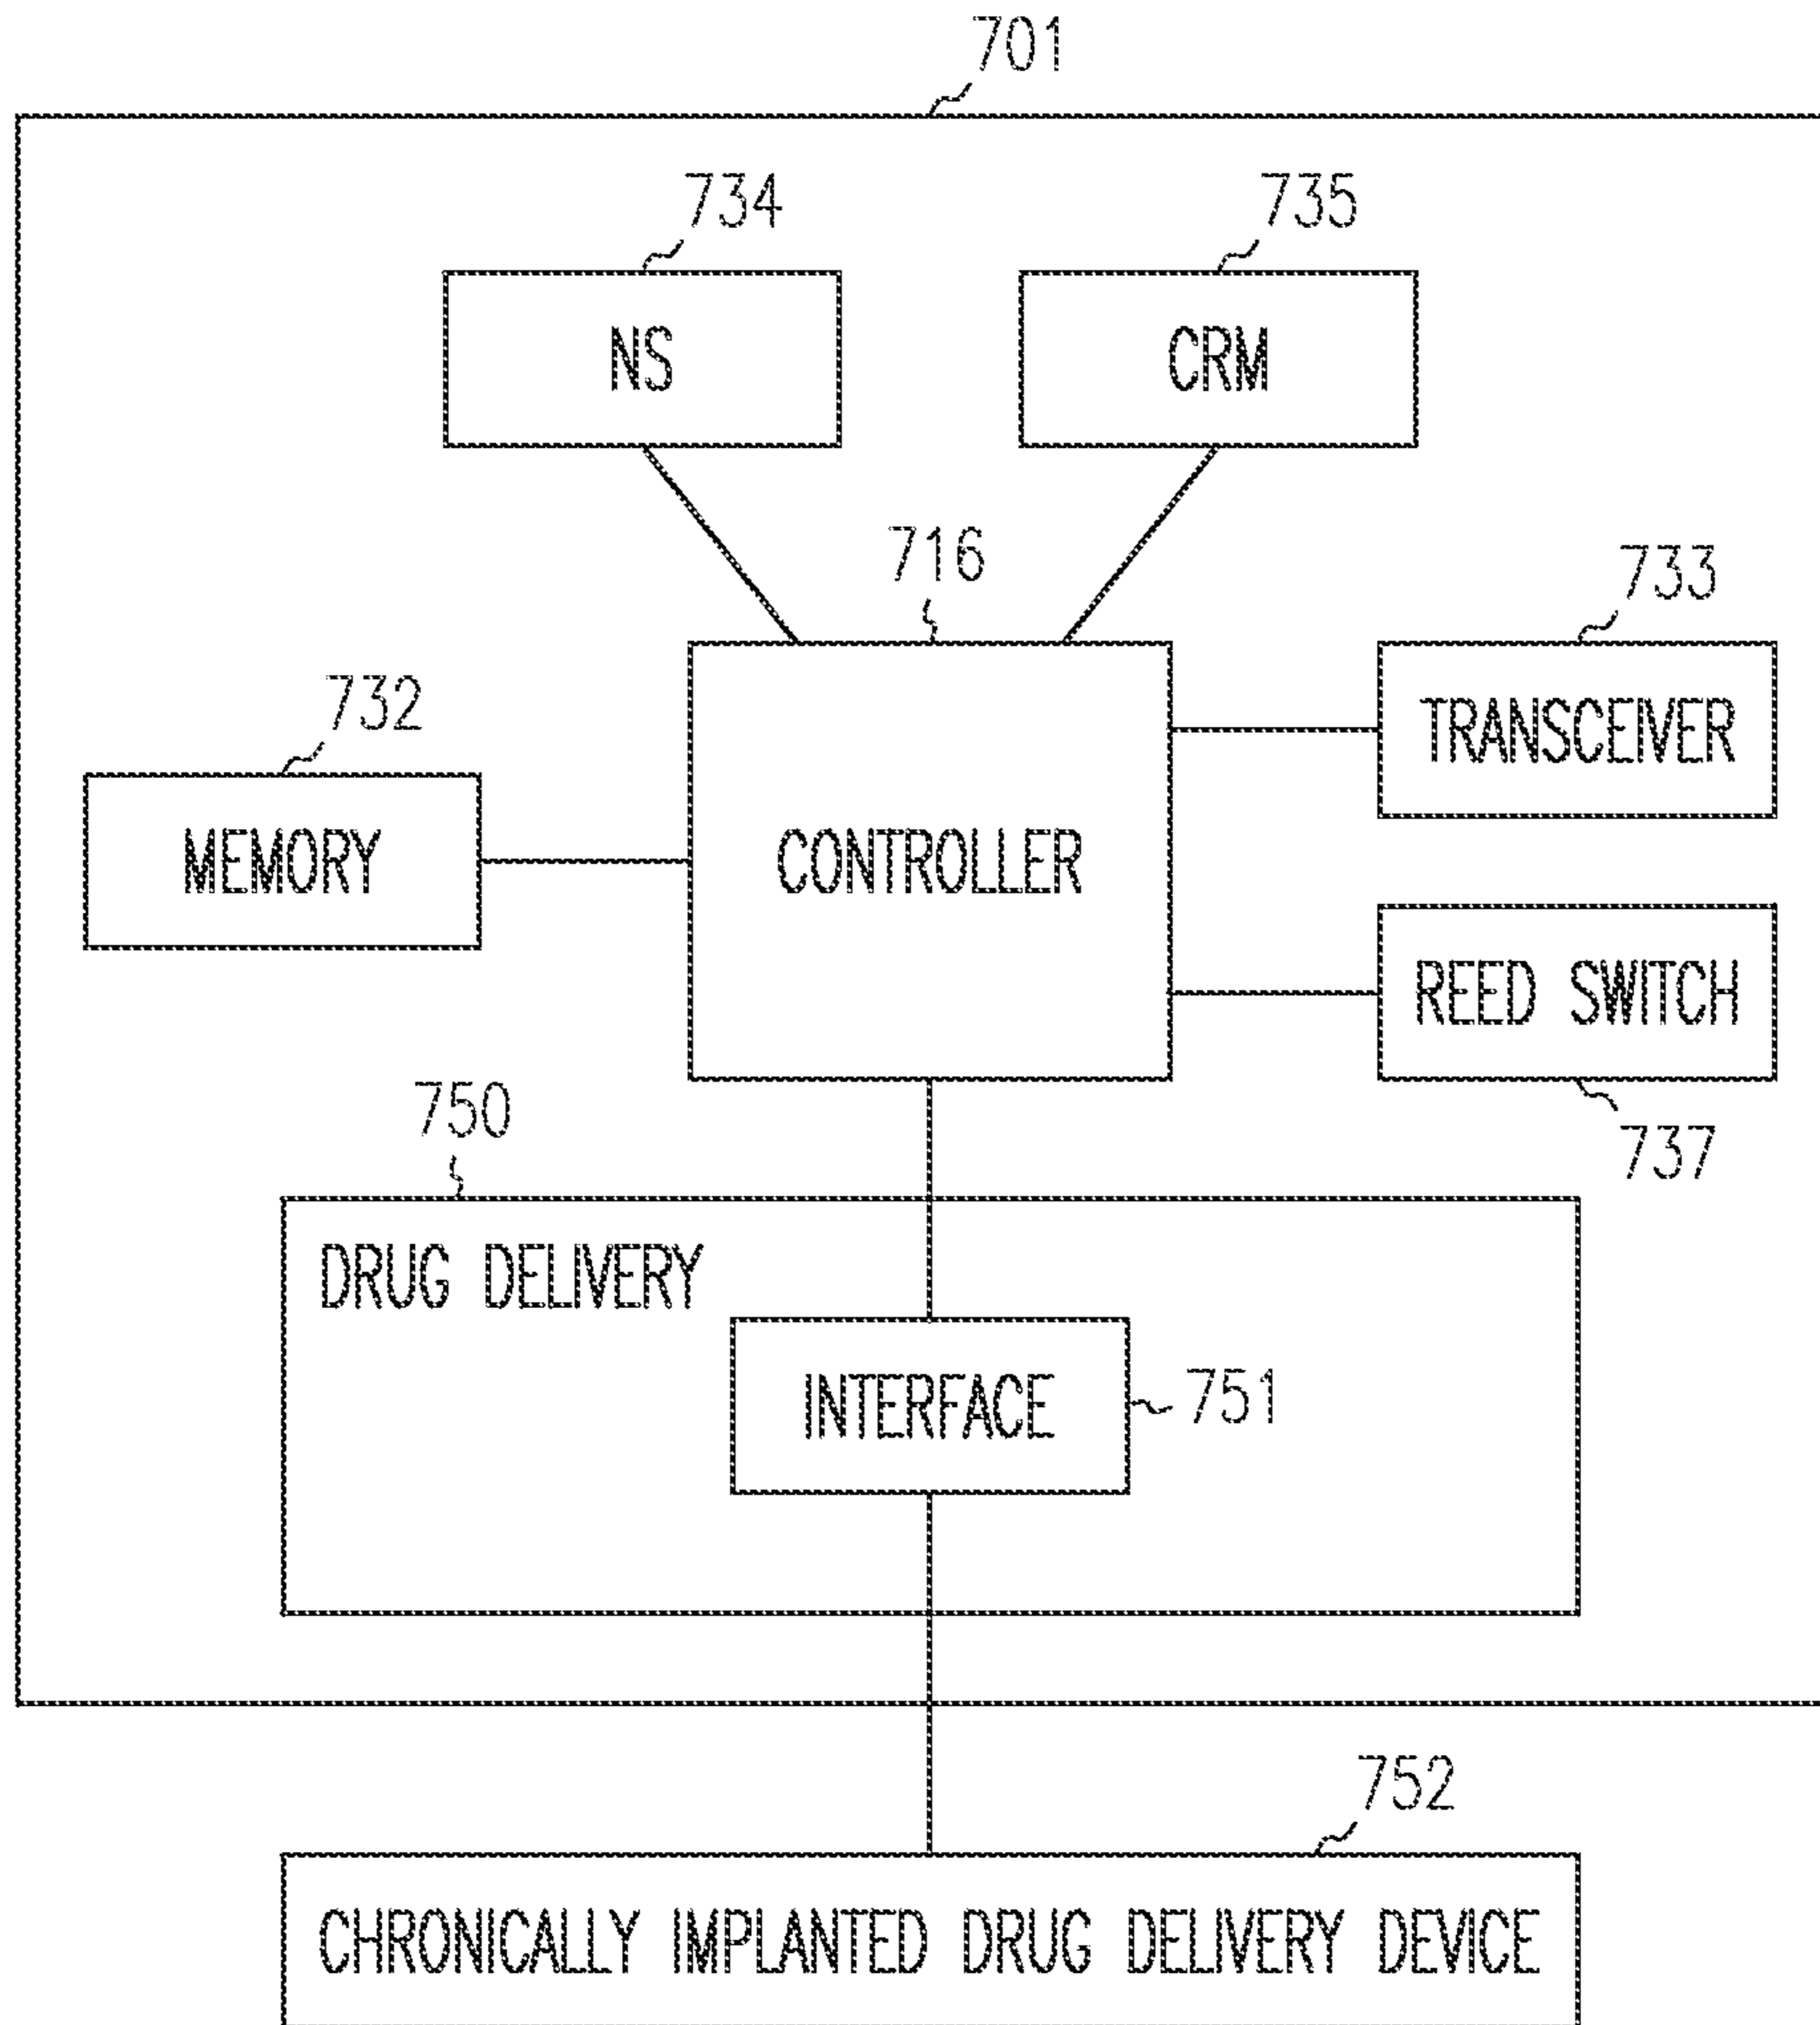 701
734
735
NS
CRM
716
733
732
TRANSCEIVER
MEMORY
CONTROLLER
REED SWITCH
750
737
DRUG DELIVERY
INTERFACE
751
752
CHRONICALLY IMPLANTED DRUG DELIVERY DEVICE